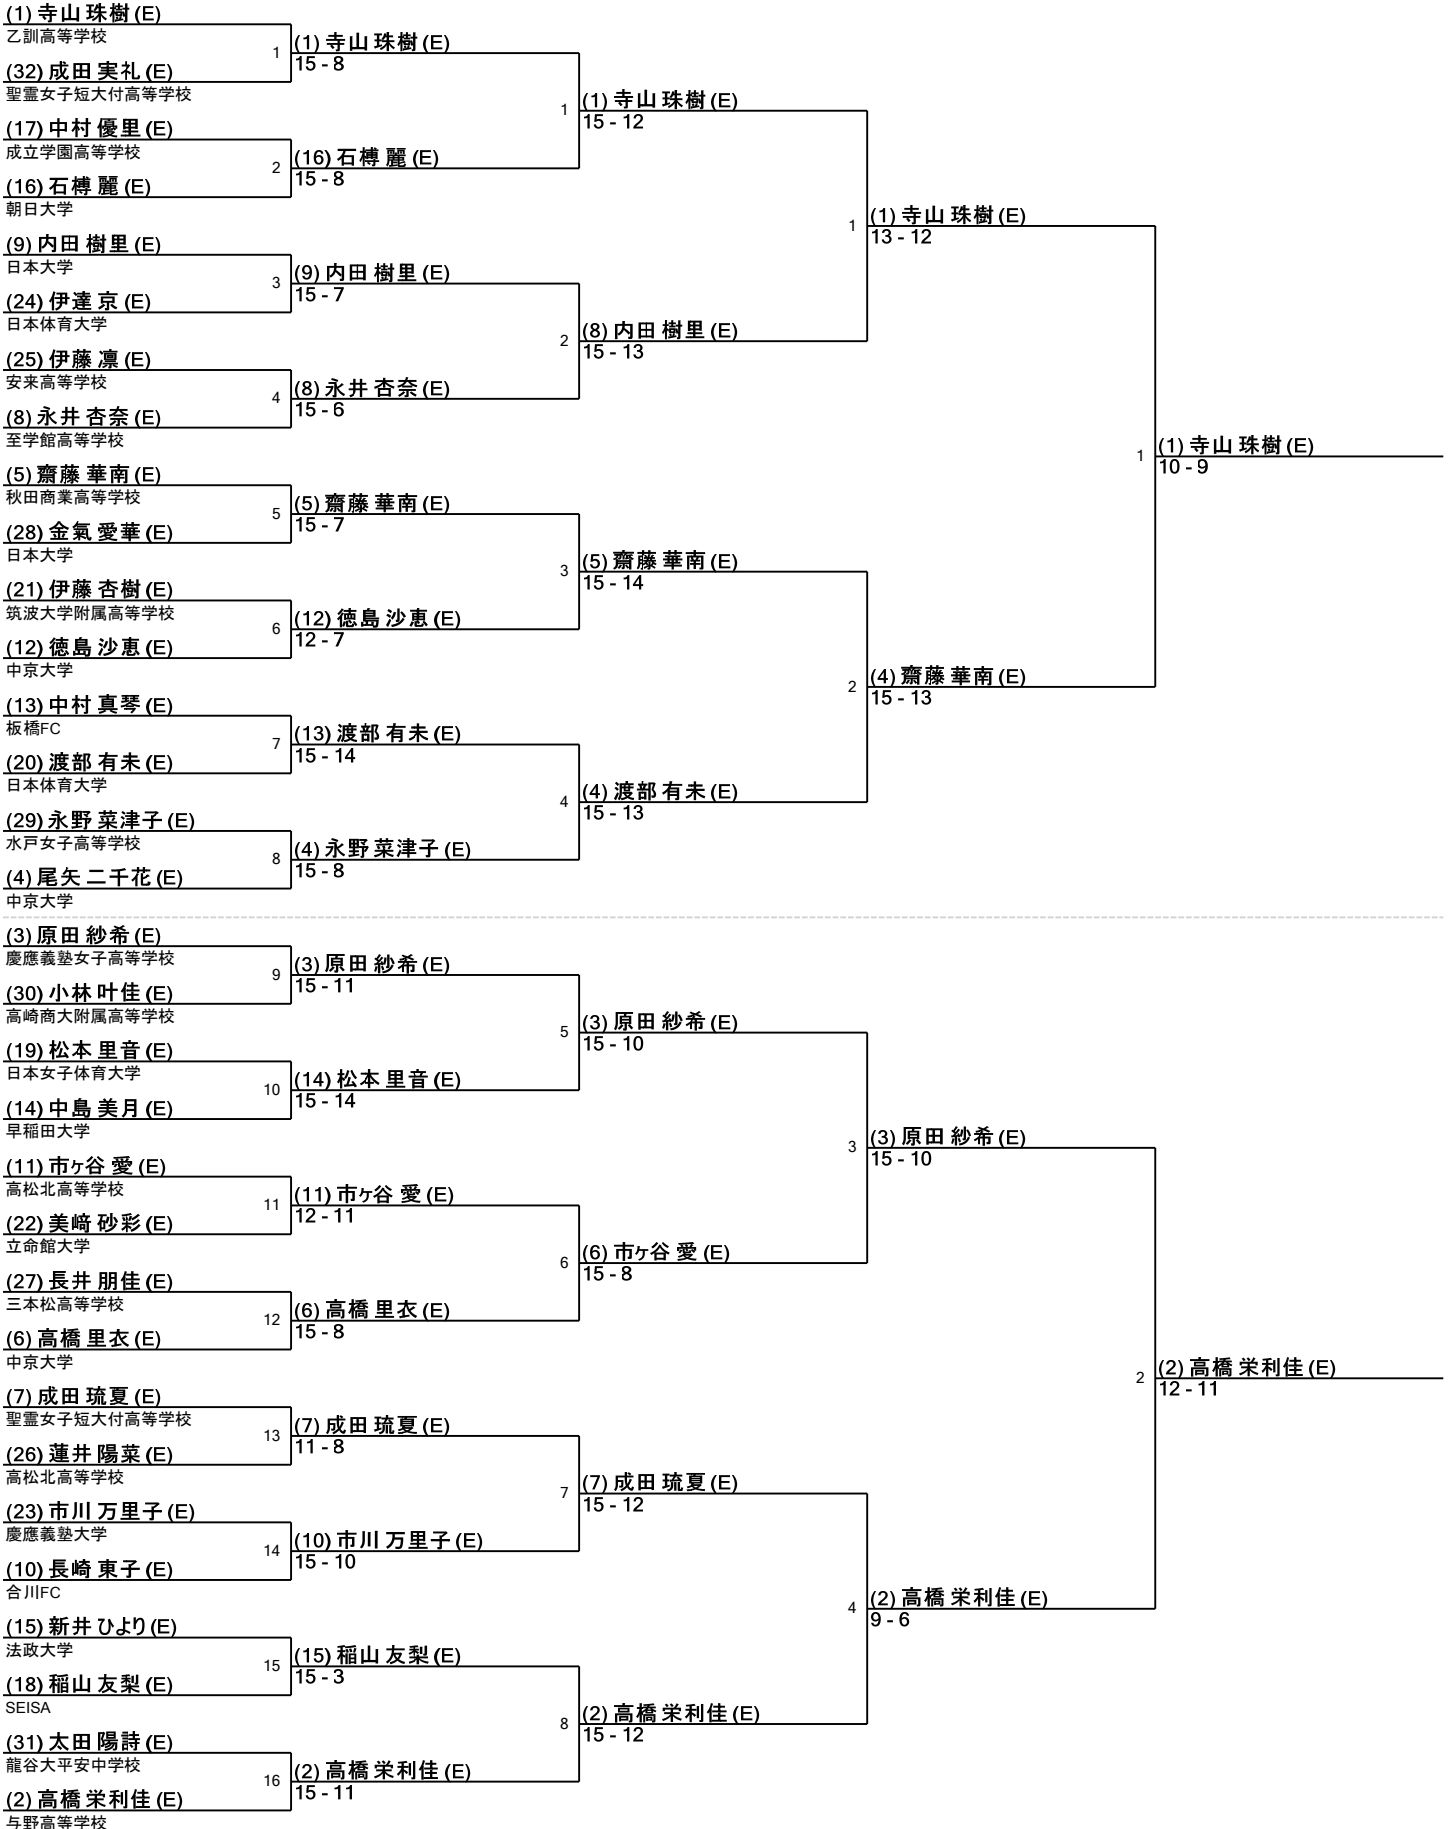 (1) 寺山 珠樹 (E)
乙訓高等学校
1
(32) 成田 実礼 (E)
聖霊女子短大付高等学校
(17) 中村 優里 (E)
成立学園高等学校
2
(16) 石榑 麗 (E)
朝日大学
(9) 内田 樹里 (E)
日本大学
3
(24) 伊達 京 (E)
日本体育大学
(25) 伊藤 凛 (E)
安来高等学校
4
(8) 永井 杏奈 (E)
至学館高等学校
(5) 齋藤 華南 (E)
秋田商業高等学校
5
(28) 金氣 愛華 (E)
日本大学
(21) 伊藤 杏樹 (E)
筑波大学附属高等学校
6
(12) 徳島 沙恵 (E)
中京大学
(13) 中村 真琴 (E)
板橋FC
7
(20) 渡部 有未 (E)
日本体育大学
(29) 永野 菜津子 (E)
水戸女子高等学校
8
(4) 尾矢 二千花 (E)
中京大学
(3) 原田 紗希 (E)
慶應義塾女子高等学校
9
(30) 小林 叶佳 (E)
高崎商大附属高等学校
(19) 松本 里音 (E)
日本女子体育大学
10
(14) 中島 美月 (E)
早稲田大学
(11) 市ヶ谷 愛 (E)
高松北高等学校
11
(22) 美﨑 砂彩 (E)
立命館大学
(27) 長井 朋佳 (E)
三本松高等学校
12
(6) 高橋 里衣 (E)
中京大学
(7) 成田 琉夏 (E)
聖霊女子短大付高等学校
13
(26) 蓮井 陽菜 (E)
高松北高等学校
(23) 市川 万里子 (E)
慶應義塾大学
14
(10) 長崎 東子 (E)
合川FC
(15) 新井 ひより (E)
法政大学
15
(18) 稲山 友梨 (E)
SEISA
(31) 太田 陽詩 (E)
龍谷大平安中学校
16
(2) 高橋 栄利佳 (E)
与野高等学校
(1) 寺山 珠樹 (E)
15 - 8
1
(16) 石榑 麗 (E)
15 - 8
(9) 内田 樹里 (E)
15 - 7
2
(8) 永井 杏奈 (E)
15 - 6
(5) 齋藤 華南 (E)
15 - 7
3
(12) 徳島 沙恵 (E)
12 - 7
(13) 渡部 有未 (E)
15 - 14
4
(4) 永野 菜津子 (E)
15 - 8
(3) 原田 紗希 (E)
15 - 11
5
(14) 松本 里音 (E)
15 - 14
(11) 市ヶ谷 愛 (E)
12 - 11
6
(6) 高橋 里衣 (E)
15 - 8
(7) 成田 琉夏 (E)
11 - 8
7
(10) 市川 万里子 (E)
15 - 10
(15) 稲山 友梨 (E)
15 - 3
8
(2) 高橋 栄利佳 (E)
15 - 11
(1) 寺山 珠樹 (E)
15 - 12
1
(8) 内田 樹里 (E)
15 - 13
(5) 齋藤 華南 (E)
15 - 14
2
(4) 渡部 有未 (E)
15 - 13
(3) 原田 紗希 (E)
15 - 10
3
(6) 市ヶ谷 愛 (E)
15 - 8
(7) 成田 琉夏 (E)
15 - 12
4
(2) 高橋 栄利佳 (E)
15 - 12
(1) 寺山 珠樹 (E)
13 - 12
1
(4) 齋藤 華南 (E)
15 - 13
(3) 原田 紗希 (E)
15 - 10
2
(2) 高橋 栄利佳 (E)
9 - 6
(1) 寺山 珠樹 (E)
10 - 9
(2) 高橋 栄利佳 (E)
12 - 11